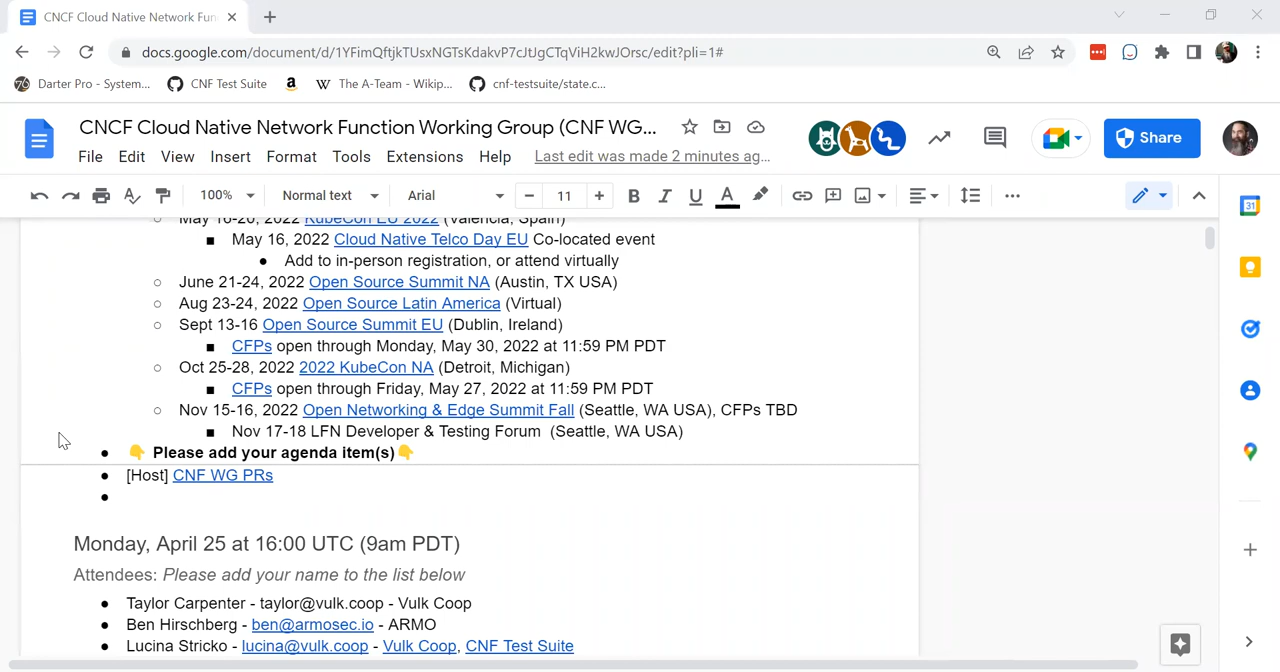 CNCF Cloud Native Network Fun
docs.google.com/document/d/1YFimQftjkTUsxNGTsKdakvP7cJtJgCTqViH2kwJOrsc/edit?pli=1#
Darter Pro - System... CNF Test Suite The A-Team - Wikip... cnf-testsuite/state.c...
CNCF Cloud Native Network Function Working Group (CNF WG...
Share
File Edit View Insert Format Tools Extensions Help Last edit was made 2 minutes ag...
100% Normal text Arial 11 B I U A
May 16-20, 2022 KubeCon EU 2022 (Valencia, Spain)
May 16, 2022 Cloud Native Telco Day EU Co-located event
Add to in-person registration, or attend virtually
June 21-24, 2022 Open Source Summit NA (Austin, TX USA)
Aug 23-24, 2022 Open Source Latin America (Virtual)
Sept 13-16 Open Source Summit EU (Dublin, Ireland)
CFPs open through Monday, May 30, 2022 at 11:59 PM PDT
Oct 25-28, 2022 2022 KubeCon NA (Detroit, Michigan)
CFPs open through Friday, May 27, 2022 at 11:59 PM PDT
Nov 15-16, 2022 Open Networking & Edge Summit Fall (Seattle, WA USA), CFPs TBD
Nov 17-18 LFN Developer & Testing Forum (Seattle, WA USA)
👇 Please add your agenda item(s)👇
[Host] CNF WG PRs
Monday, April 25 at 16:00 UTC (9am PDT)
Attendees: Please add your name to the list below
Taylor Carpenter - taylor@vulk.coop - Vulk Coop
Ben Hirschberg - ben@armosec.io - ARMO
Lucina Stricko - lucina@vulk.coop - Vulk Coop, CNF Test Suite